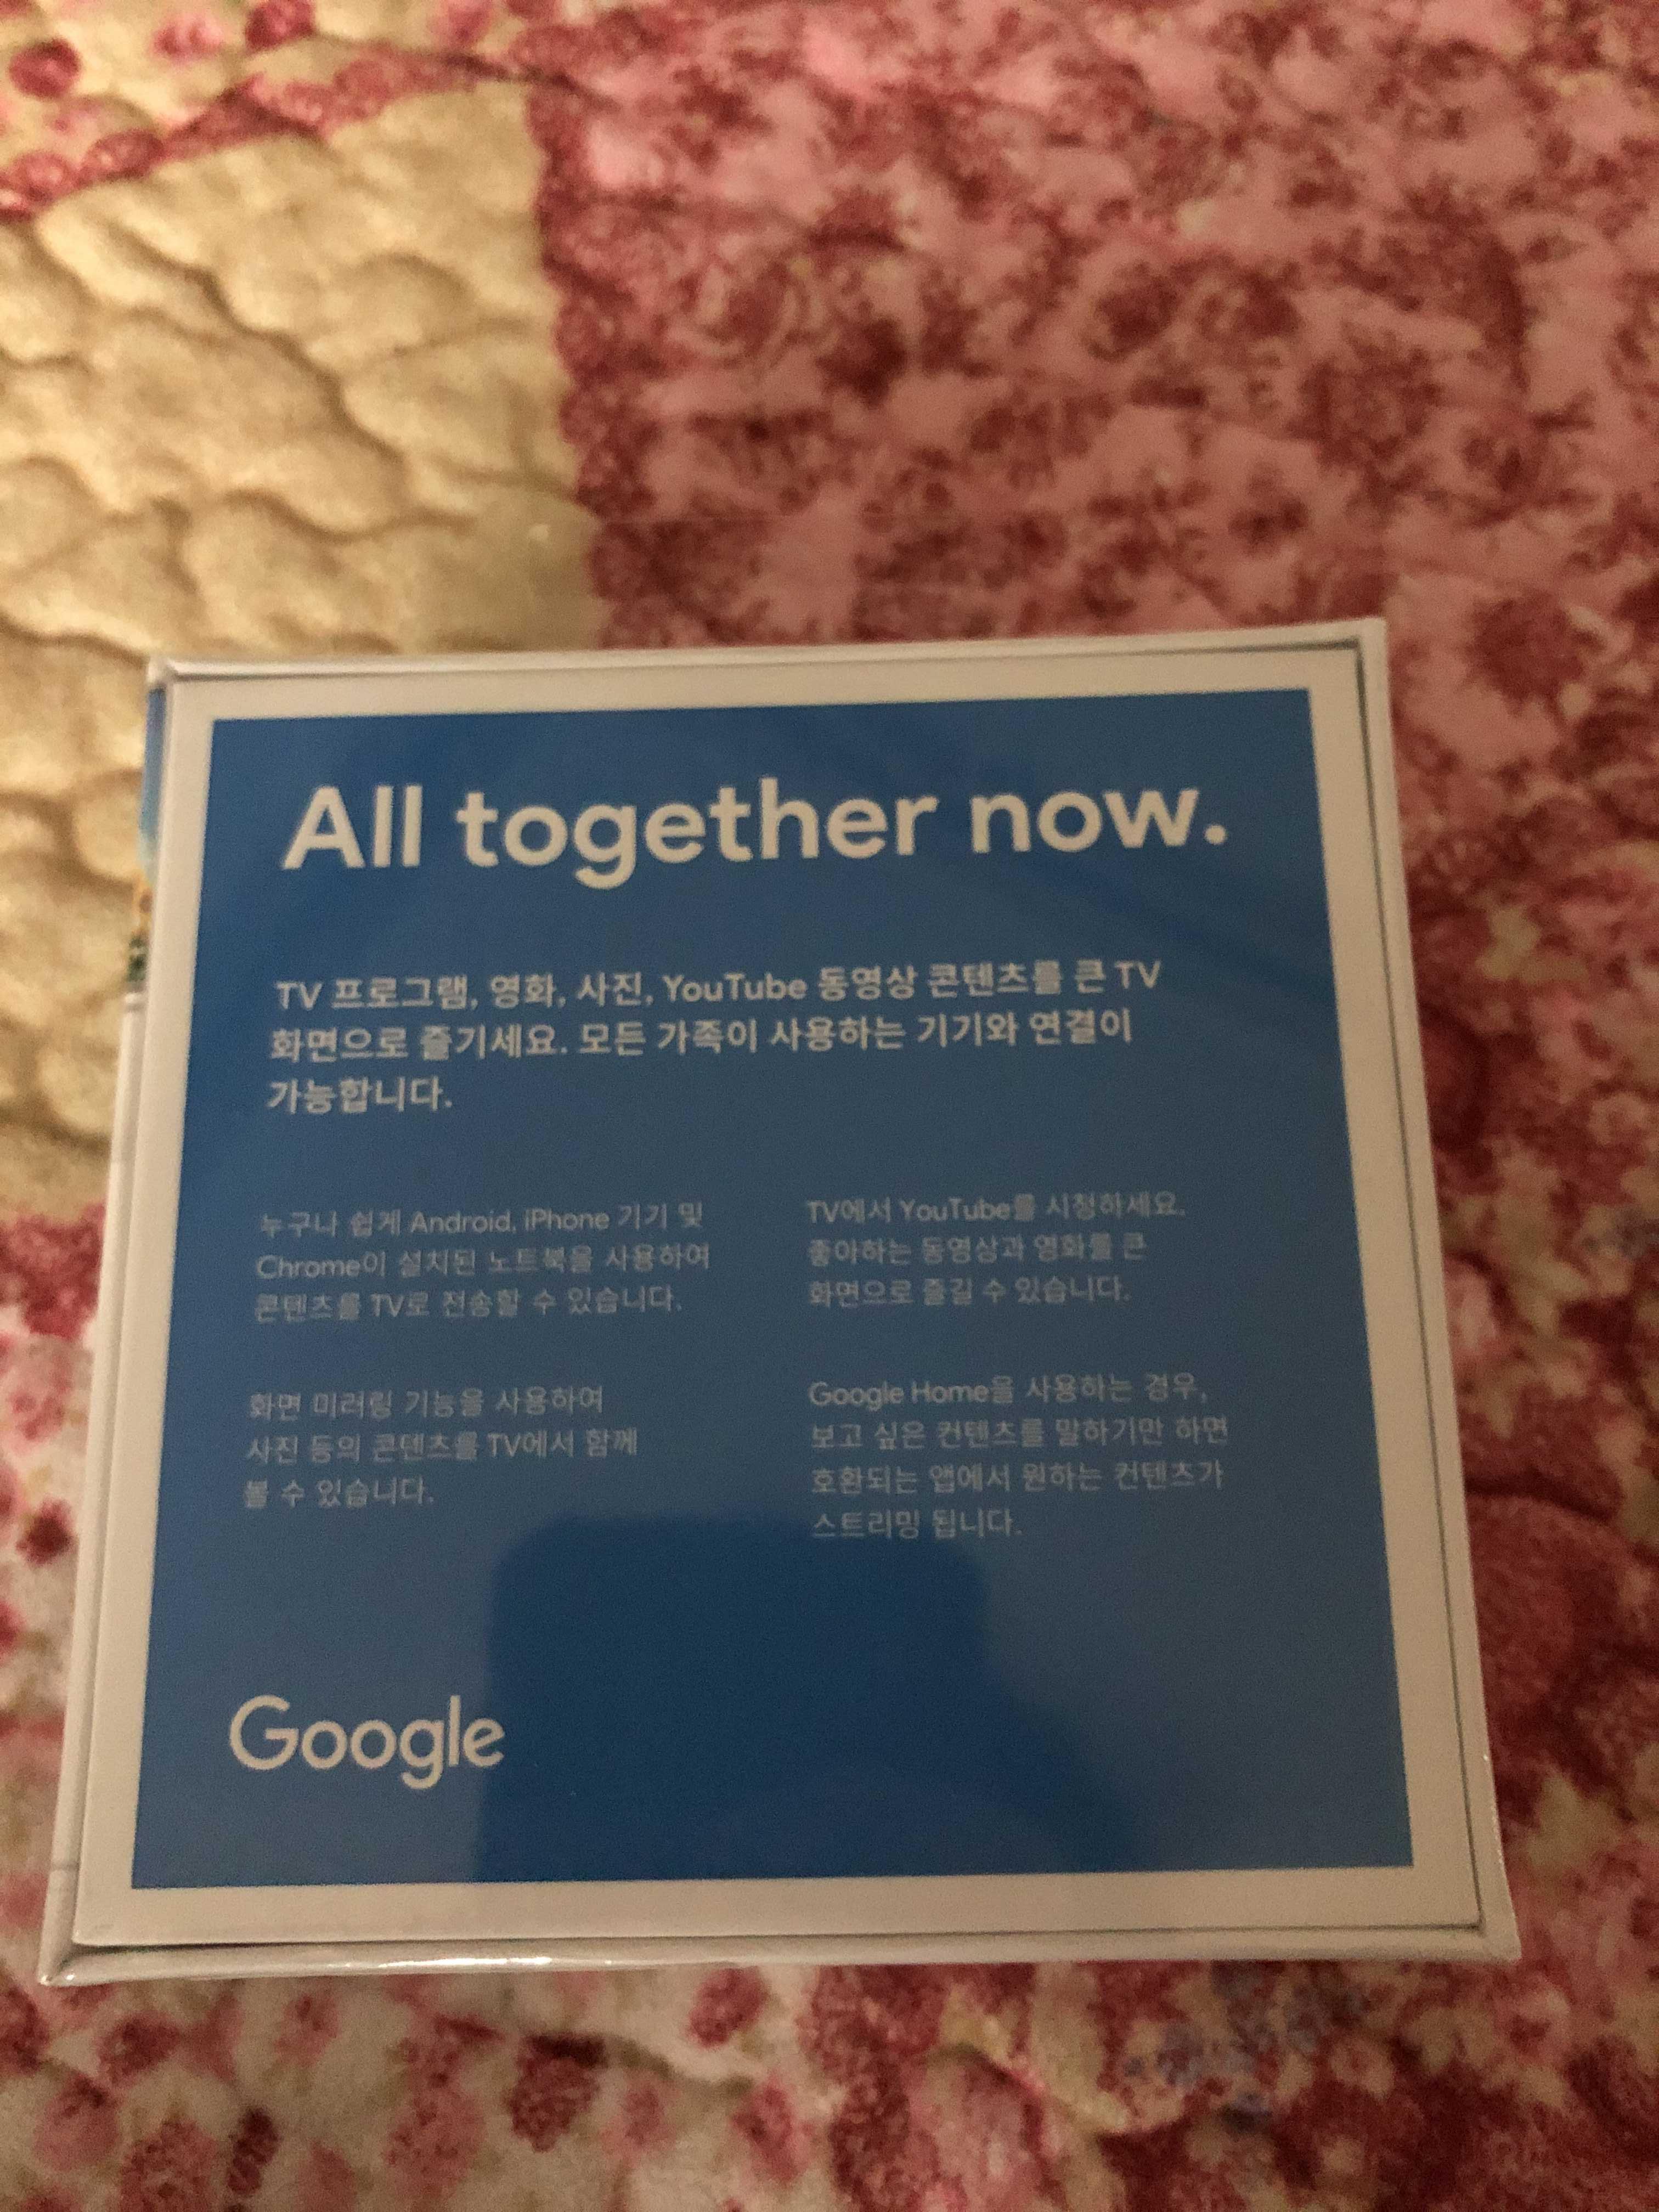 All together now.
TV 프로그램, 영화, 사진, YouTube 동영상 콘텐츠를 큰 TV
화면으로 즐기세요. 모든 가족이 사용하는 기기와 연결이
가능합니다.
누구나 쉽게 Android, iPhone 기기 및
Chrome이 설치된 노트북을 사용하여
콘텐츠를 TV로 전송할 수 있습니다.
화면 미러링 기능을 사용하여
사진 등의 콘텐츠를 TV에서 함께
볼 수 있습니다.
TV에서 YouTube를 시청하세요.
좋아하는 동영상과 영화를 큰
화면으로 즐길 수 있습니다.
Google Home을 사용하는 경우,
보고 싶은 컨텐츠를 말하기만 하면
호환되는 앱에서 원하는 컨텐츠가
스트리밍 됩니다.
Google